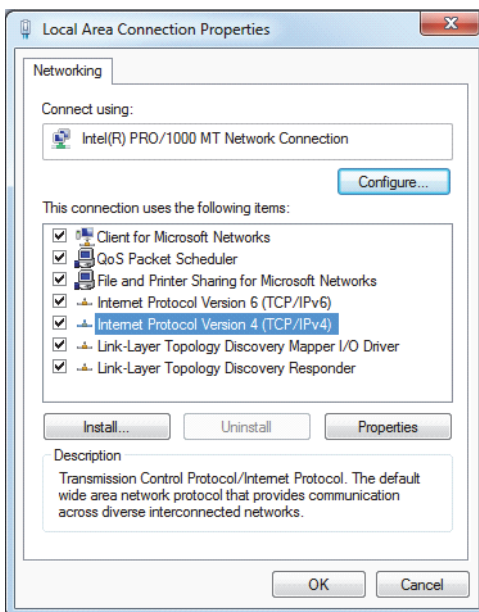 Local Area Connection Properties
Networking
Connect using:
Intel(R) PRO/1000 MT Network Connection
Configure...
This connection uses the following items:
Client for Microsoft Networks
QoS Packet Scheduler
File and Printer Sharing for Microsoft Networks
Internet Protocol Version 6 (TCP/IPv6)
Internet Protocol Version 4 (TCP/IPv4)
Link-Layer Topology Discovery Mapper I/O Driver
Link-Layer Topology Discovery Responder
Install... Uninstall Properties
Description
Transmission Control Protocol/Internet Protocol. The default
wide area network protocol that provides communication
across diverse interconnected networks.
OK Cancel